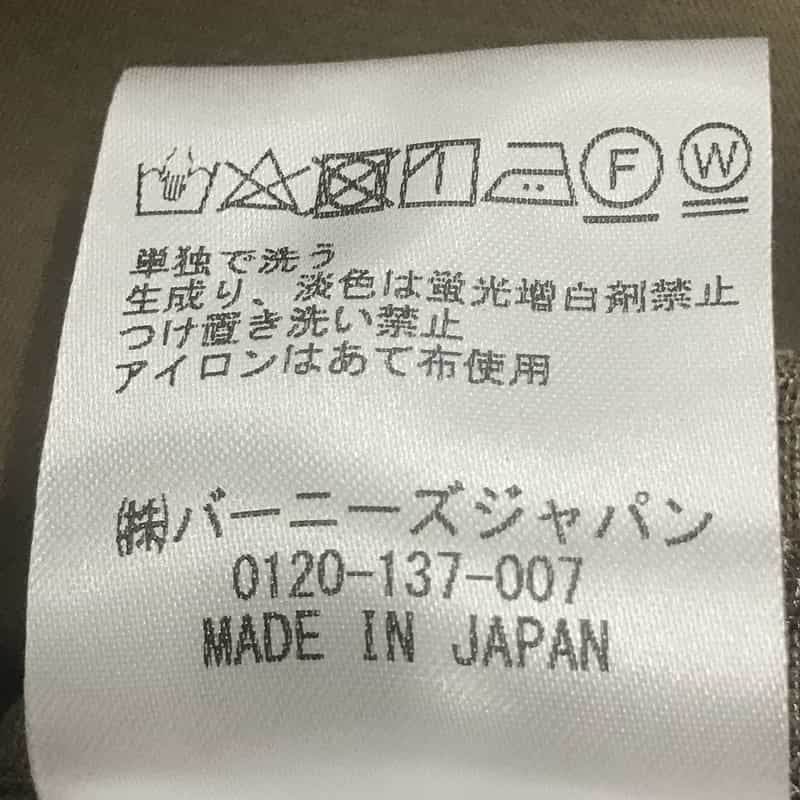 F W
単独で洗う
生成り、淡色は蛍光増白剤禁止
つけ置き洗い禁止
アイロンはあて布使用
㈱バーニーズジャパン
0120-137-007
MADE IN JAPAN